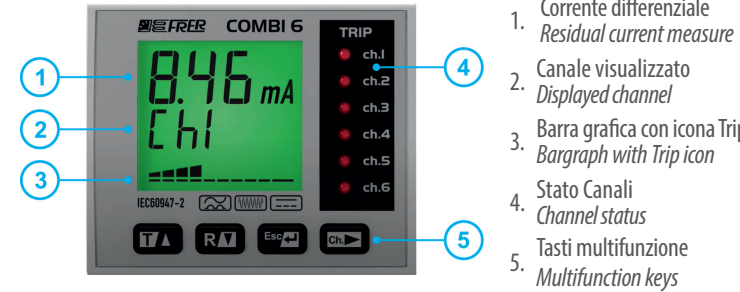 FRER COMBI 6
TRIP
8.46 mA
Ch1
ch.1
ch.2
ch.3
ch.4
ch.5
ch.6
IEC60947-2
T
R
Esc
Ch.
1
2
3
4
5
1. Corrente differenziale
Residual current measure
2. Canale visualizzato
Displayed channel
3. Barra grafica con icona Trip
Bargraph with Trip icon
4. Stato Canali
Channel status
5. Tasti multifunzione
Multifunction keys